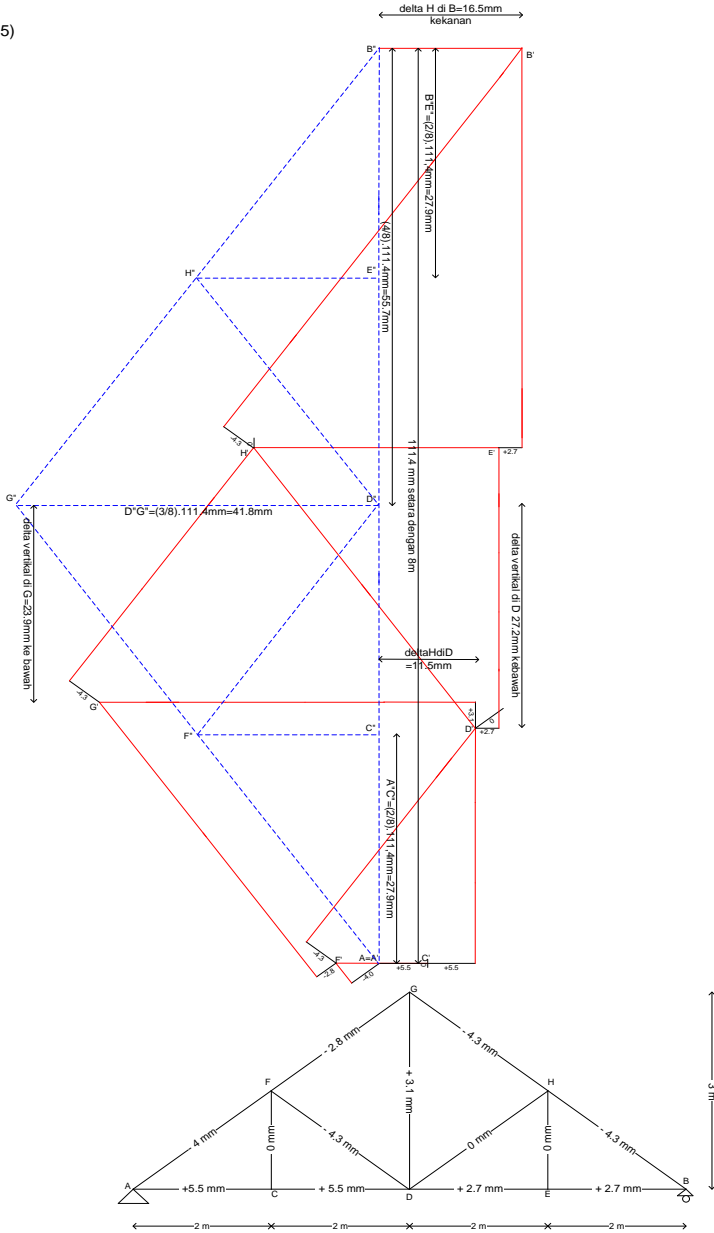 5)
delta H di B=16.5mm
kekanan
B"
B'
B"E"=(2/8).111,4mm=27.9mm
(4/8).111.4mm=55.7mm
H"
E"
-4.3
0
H'
E'
+2.7
111.4 mm setara dengan 8m
G"
D"
D"G"=(3/8).111.4mm=41.8mm
delta vertikal di G=23.9mm ke bawah
delta vertikal di D 27.2mm kebawah
deltaHdiD
=11.5mm
-4.3
G'
+3.1
0
D'
+2.7
F"
C"
A"C"=(2/8).111,4mm=27.9mm
-4.3
-2.8
F'
A=A'
-4.0
+5.5
C'
0
+5.5
G
- 2.8 mm
- 4.3 mm
+ 3.1 mm
3 m
F
H
- 4 mm
0 mm
- 4.3 mm
0 mm
0 mm
- 4.3 mm
A
+5.5 mm
C
+ 5.5 mm
D
+ 2.7 mm
E
+ 2.7 mm
B
2 m
2 m
2 m
2 m